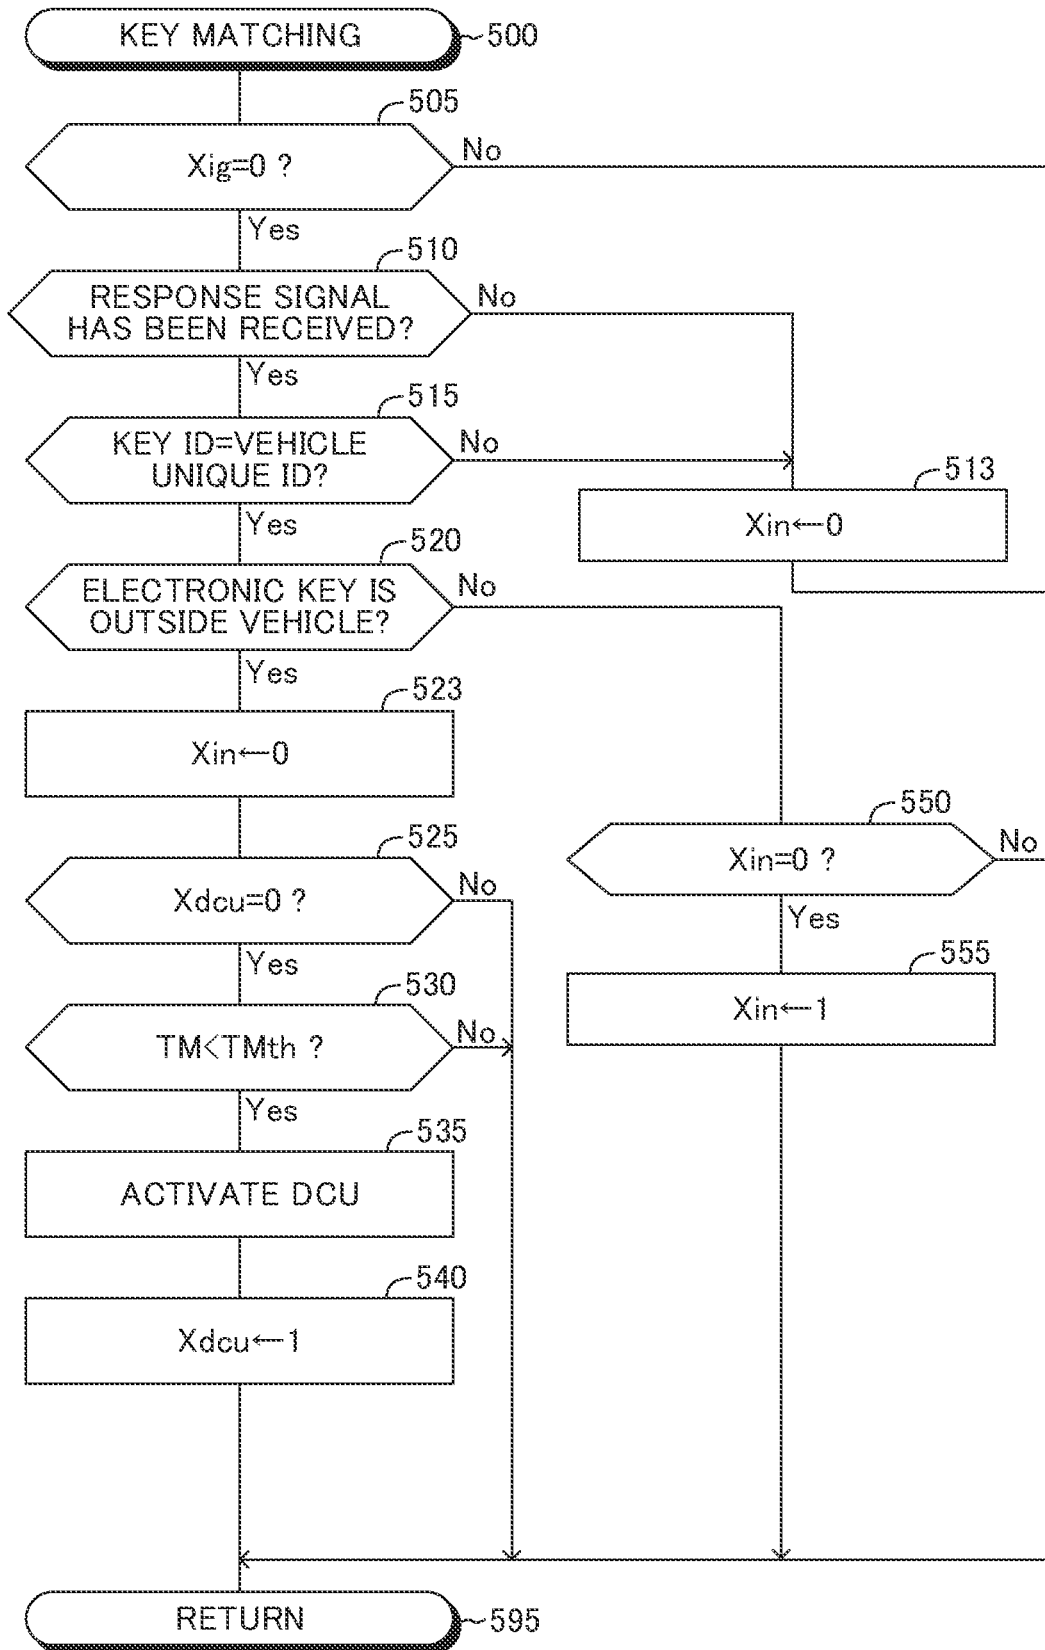 KEY MATCHING
500
505
Xig=0 ?
No
Yes
510
RESPONSE SIGNAL
HAS BEEN RECEIVED?
No
Yes
515
KEY ID=VEHICLE
UNIQUE ID?
No
Yes
513
Xin←0
520
ELECTRONIC KEY IS
OUTSIDE VEHICLE?
No
Yes
523
Xin←0
525
Xdcu=0 ?
No
Yes
550
Xin=0 ?
No
Yes
555
Xin←1
530
TM<TMth ?
No
Yes
535
ACTIVATE DCU
540
Xdcu←1
RETURN
595